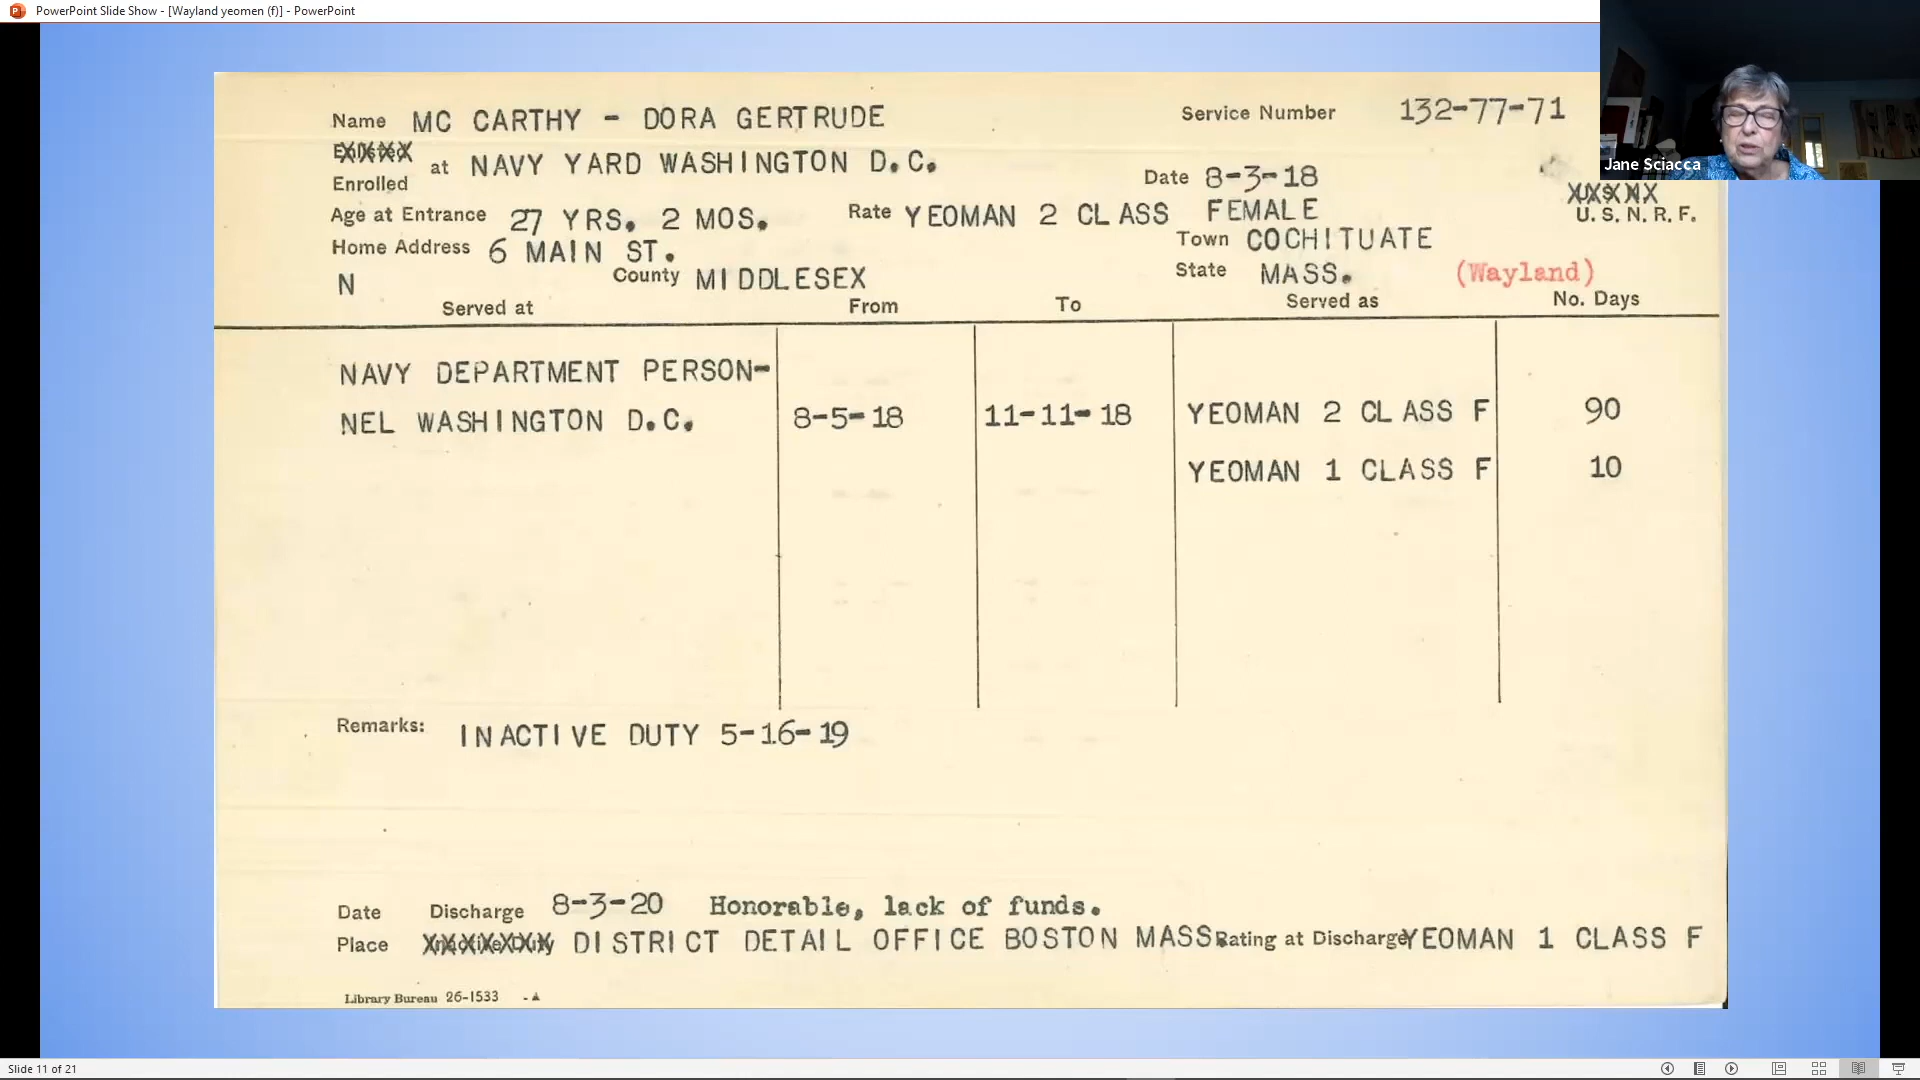 PowerPoint Slide Show - [Wayland yeomen (f)] - PowerPoint
Name MC CARTHY - DORA GERTRUDE Service Number 132-77-71
Jane Sciacca
at NAVY YARD WASHINGTON D.C.
Enrolled Date 8-3-18
U. S. N. R. F.
Age at Entrance 27 YRS. 2 MOS. Rate YEOMAN 2 CLASS FEMALE
Home Address 6 MAIN ST. Town COCHITUATE
N County MIDDLESEX State MASS. (Wayland)
Served at From To Served as No. Days
NAVY DEPARTMENT PERSON-
NEL WASHINGTON D.C. 8-5-18 11-11-18 YEOMAN 2 CLASS F 90
YEOMAN 1 CLASS F 10
Remarks: INACTIVE DUTY 5-16-19
Date Discharge 8-3-20 Honorable, lack of funds.
Place DISTRICT DETAIL OFFICE BOSTON MASS. Rating at Discharge YEOMAN 1 CLASS F
Library Bureau 26-1533 -A
Slide 11 of 21